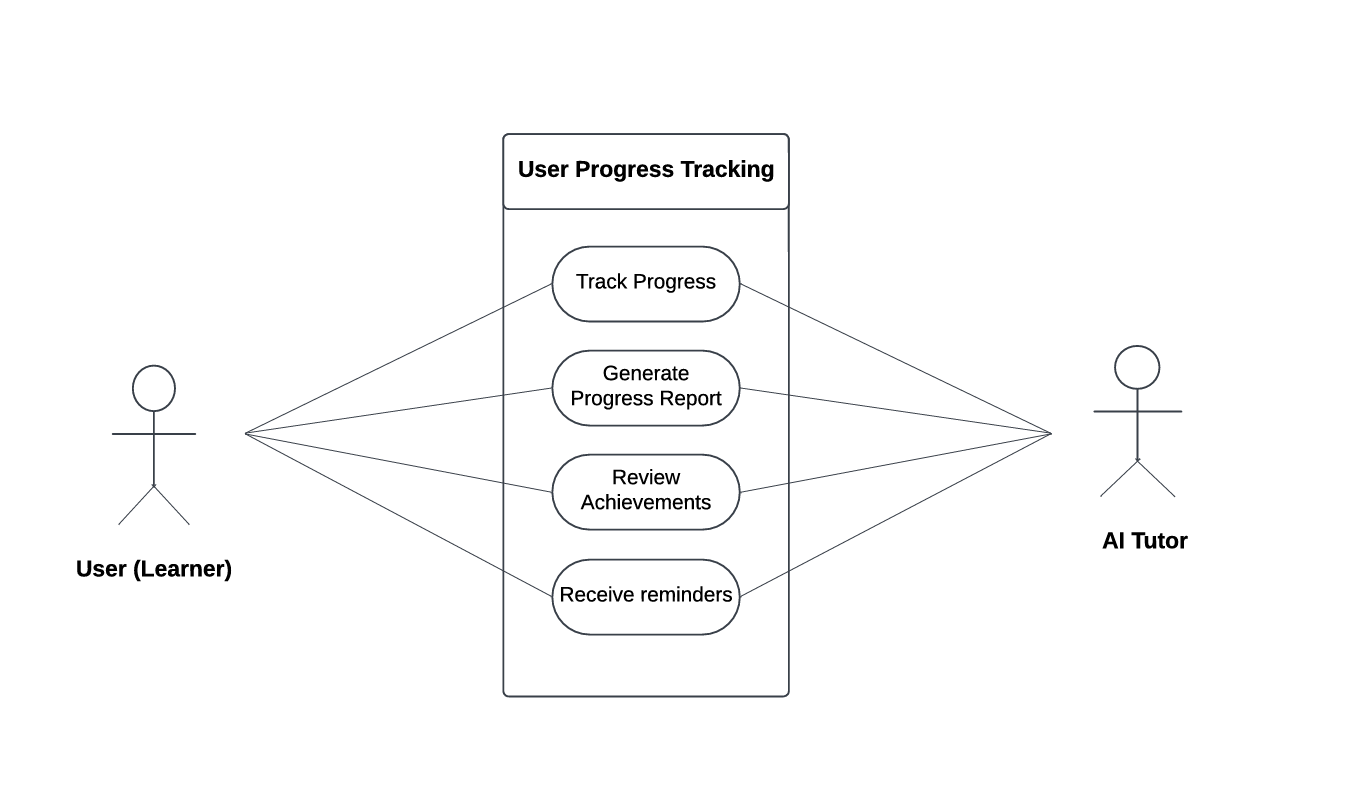 User Progress Tracking
Track Progress
Generate
Progress Report
Review
Achievements
Receive reminders
User (Learner)
AI Tutor